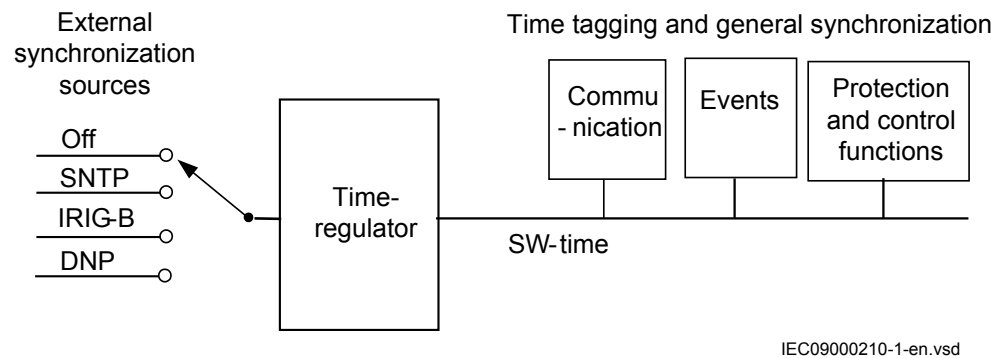 External
synchronization
sources
Off
SNTP
IRIG-B
DNP
Time-
regulator
Time tagging and general synchronization
Commu
- nication
Events
Protection
and control
functions
SW-time
IEC09000210-1-en.vsd